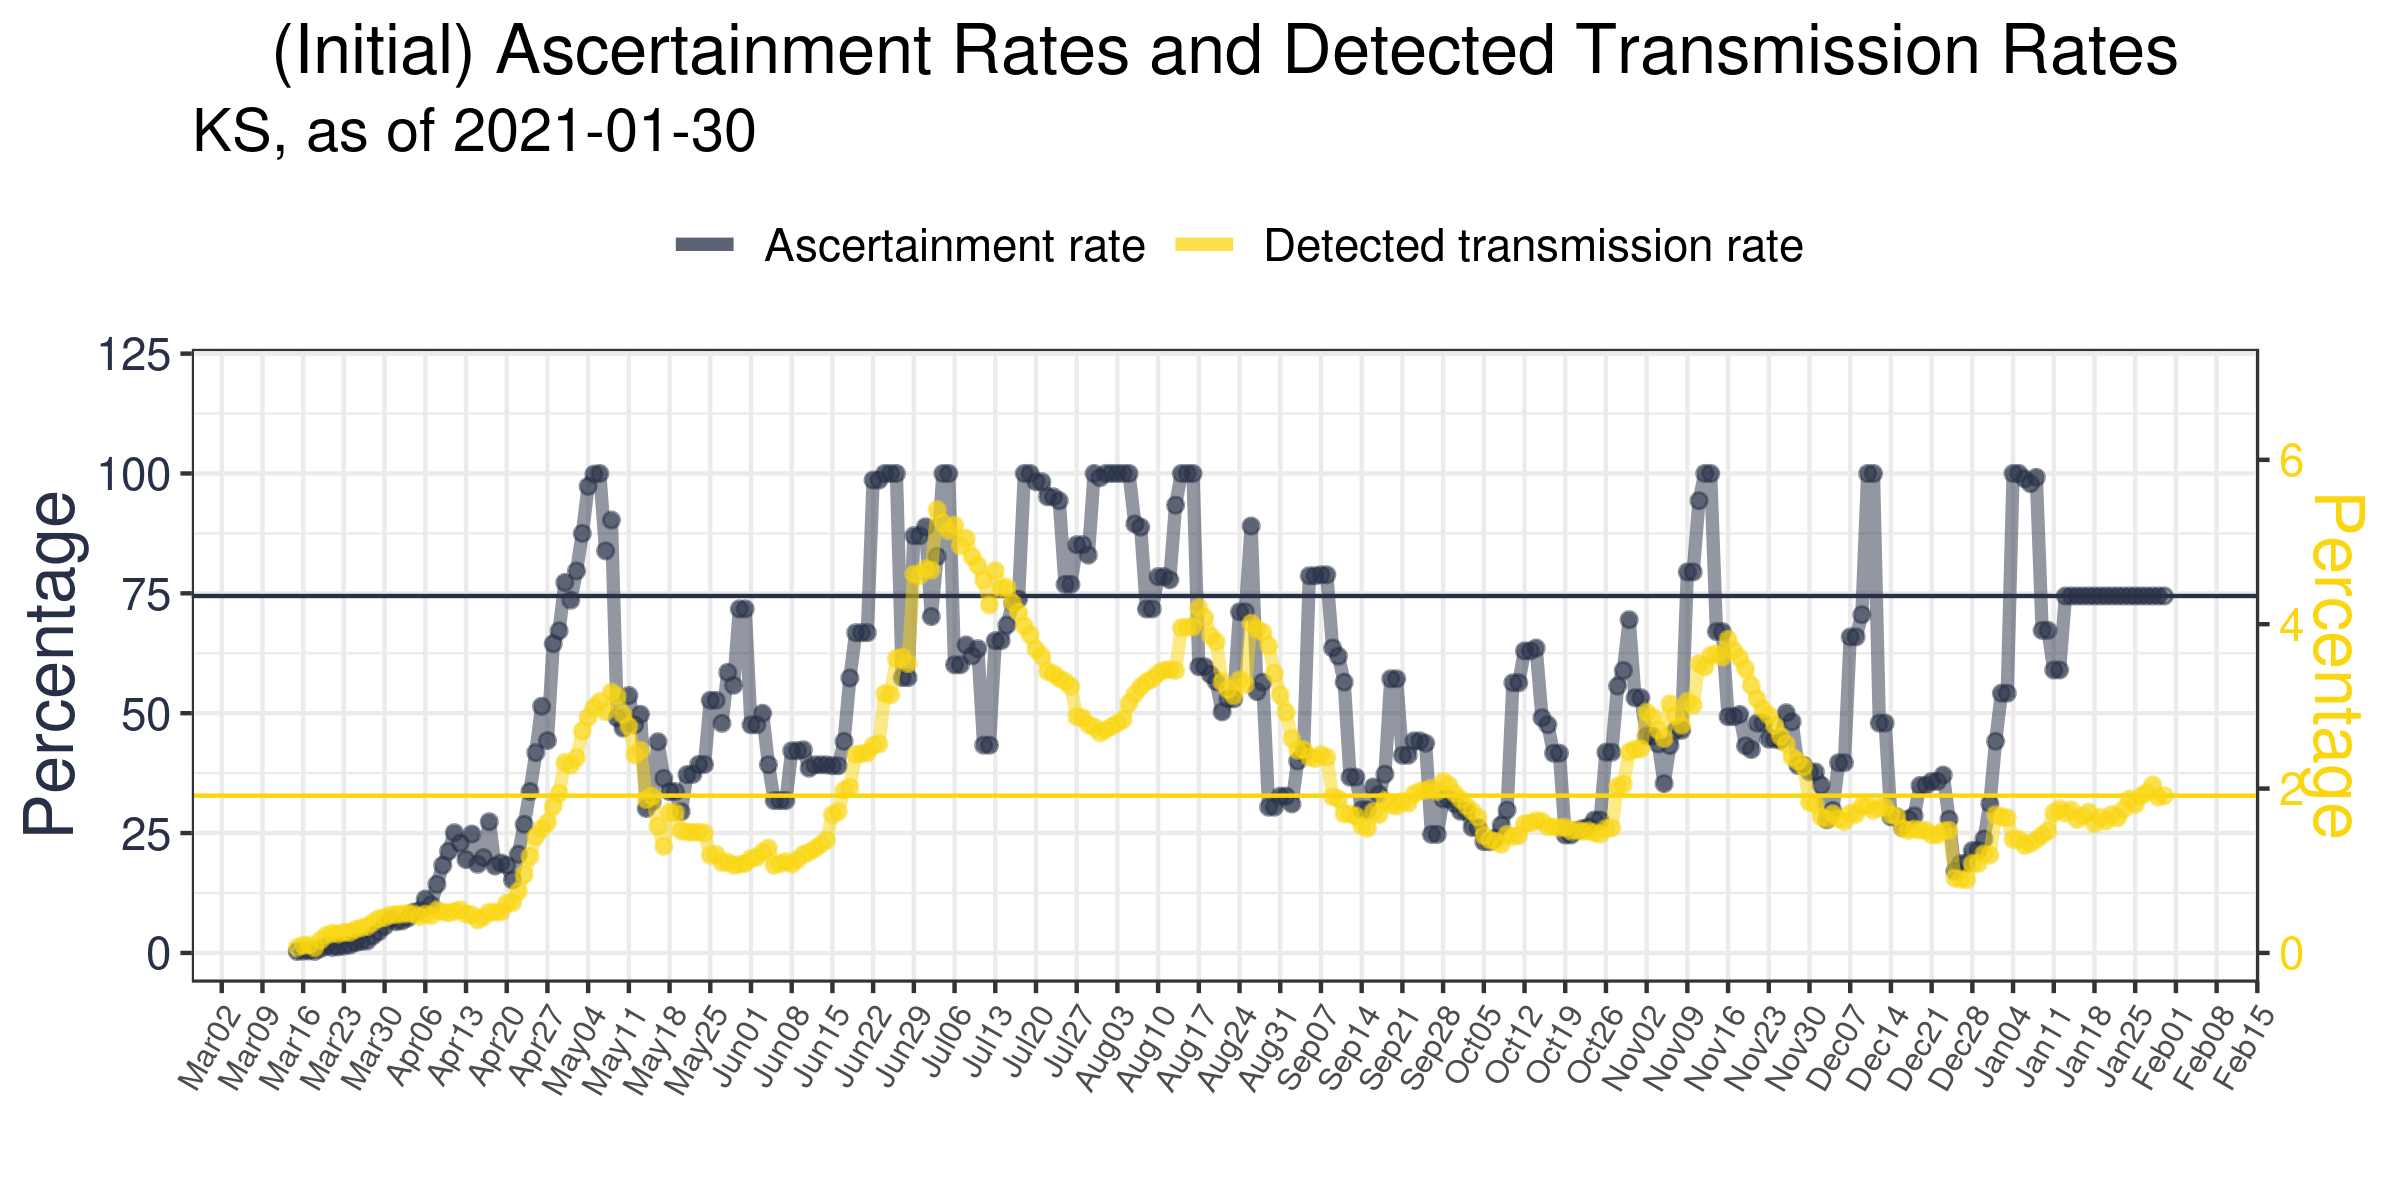 (Initial) Ascertainment Rates and Detected Transmission Rates
KS, as of 2021-01-30
Ascertainment rate
Detected transmission rate
Percentage
125
100
75
50
25
0
6
4
2
0
Percentage
Mar02
Mar09
Mar16
Mar23
Mar30
Apr06
Apr13
Apr20
Apr27
May04
May11
May18
May25
Jun01
Jun08
Jun15
Jun22
Jun29
Jul06
Jul13
Jul20
Jul27
Aug03
Aug10
Aug17
Aug24
Aug31
Sep07
Sep14
Sep21
Sep28
Oct05
Oct12
Oct19
Oct26
Nov02
Nov09
Nov16
Nov23
Nov30
Dec07
Dec14
Dec21
Dec28
Jan04
Jan11
Jan18
Jan25
Feb01
Feb08
Feb15